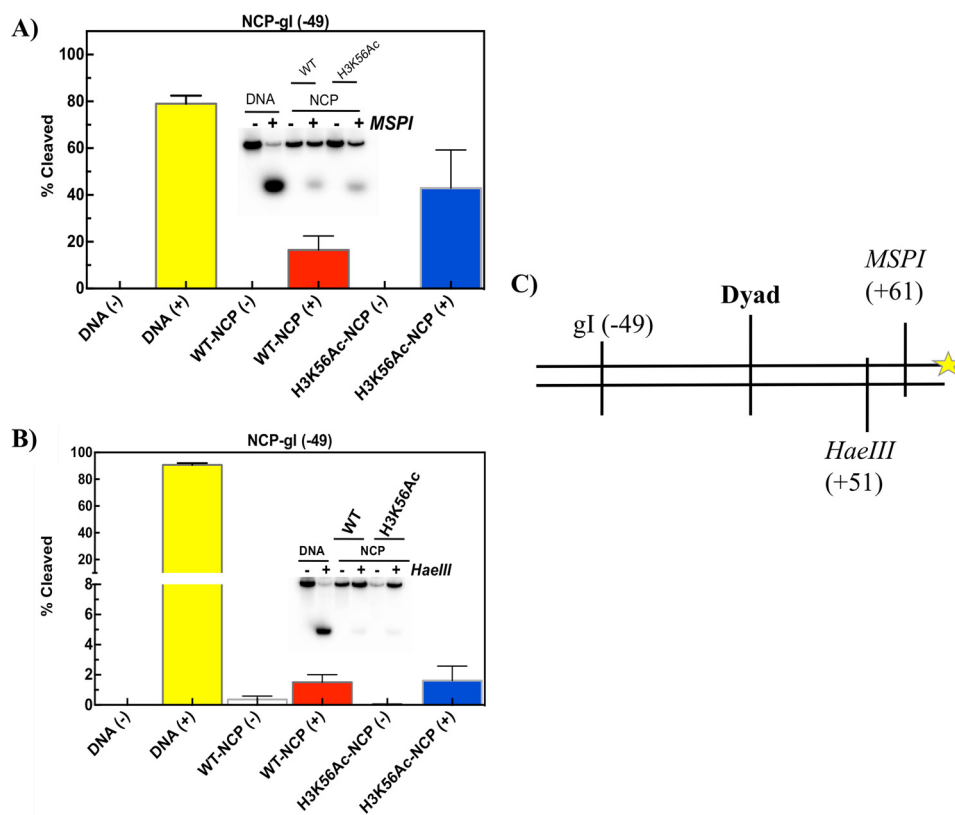 A)
NCP-gI (-49)
% Cleaved
100
80
60
40
20
0
WT
H3K56Ac
DNA
NCP
- + - + - + MSPI
DNA (-)
DNA (+)
WT-NCP (-)
WT-NCP (+)
H3K56Ac-NCP (-)
H3K56Ac-NCP (+)
B)
NCP-gI (-49)
% Cleaved
100
80
60
40
20
8
6
4
2
0
WT
H3K56Ac
DNA
NCP
- + - + - + HaeIII
DNA (-)
DNA (+)
WT-NCP (-)
WT-NCP (+)
H3K56Ac-NCP (-)
H3K56Ac-NCP (+)
C)
gI (-49)
Dyad
MSPI
(+61)
HaeIII
(+51)